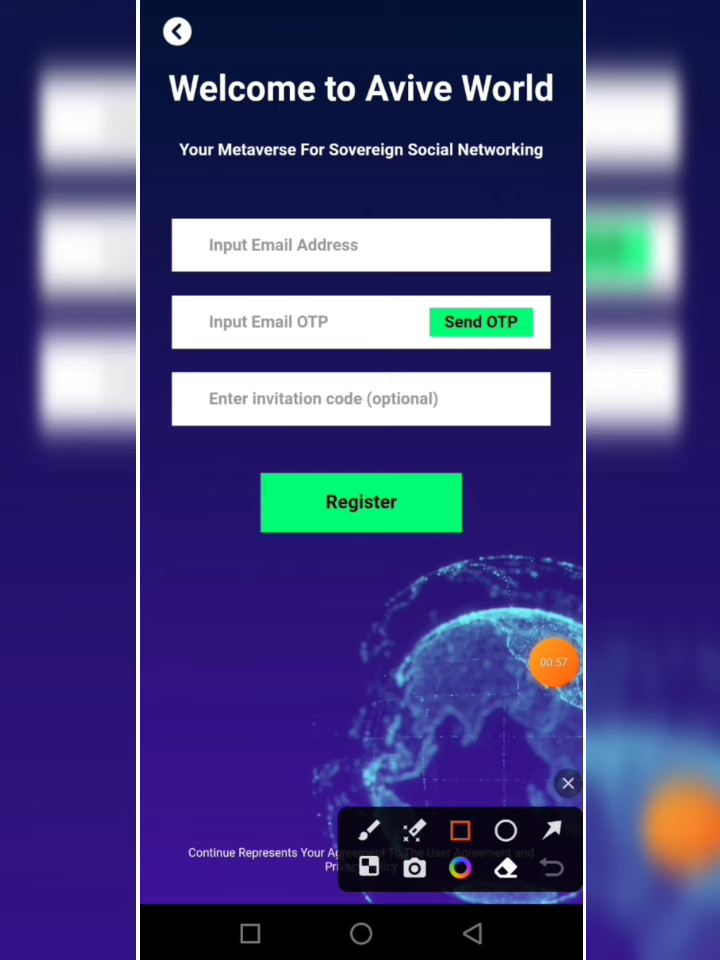 Welcome to Avive World
Your Metaverse For Sovereign Social Networking
Input Email Address
Input Email OTP
Send OTP
Enter invitation code (optional)
Register
00:57
Continue Represents Your Agreement To The User Agreement and
Privacy Policy